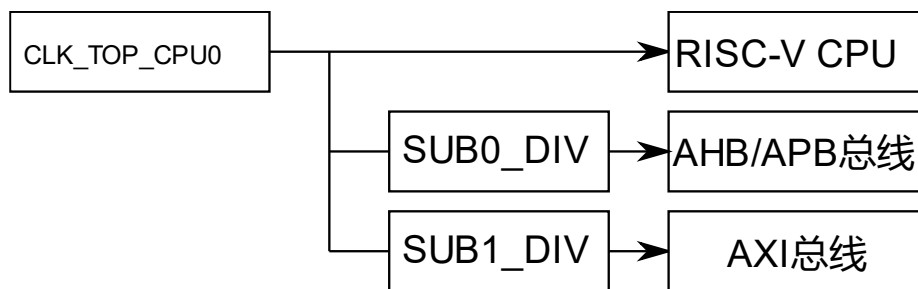 CLK_TOP_CPU0
RISC-V CPU
SUB0_DIV
AHB/APB总线
SUB1_DIV
AXI总线